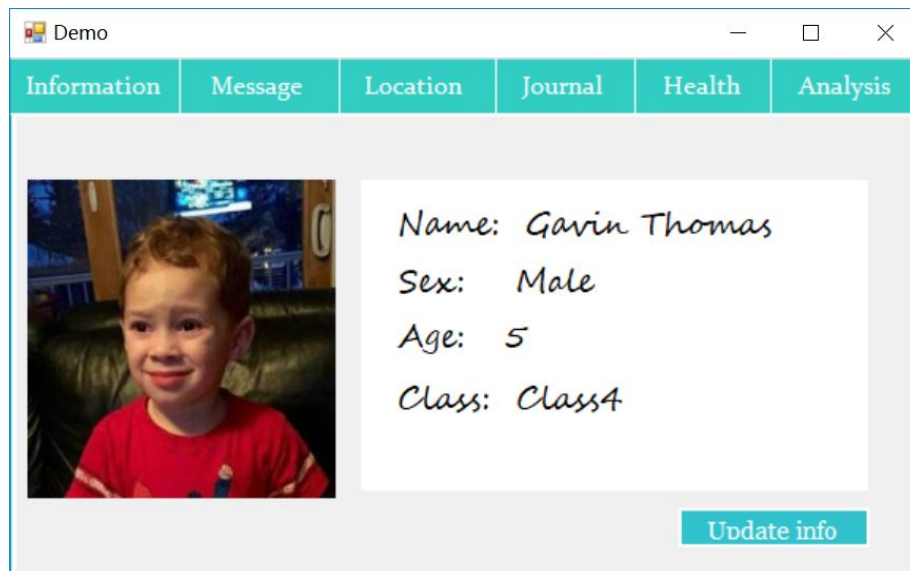 Demo
Information Message Location Journal Health Analysis
Name: Gavin Thomas
Sex: Male
Age: 5
Class: Class4
Update info